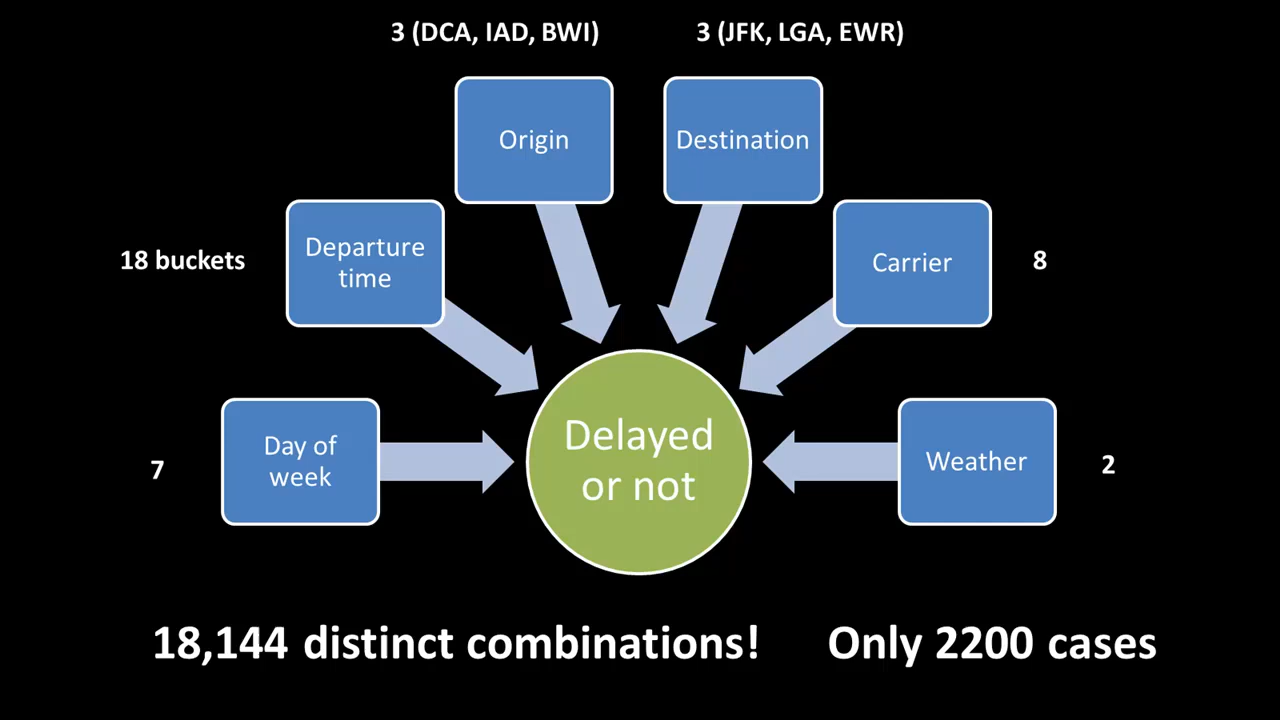 3 (DCA, IAD, BWI)
3 (JFK, LGA, EWR)
Origin
Destination
18 buckets
Departure
time
Carrier
8
7
Day of
week
Delayed
or not
Weather
2
18,144 distinct combinations!
Only 2200 cases